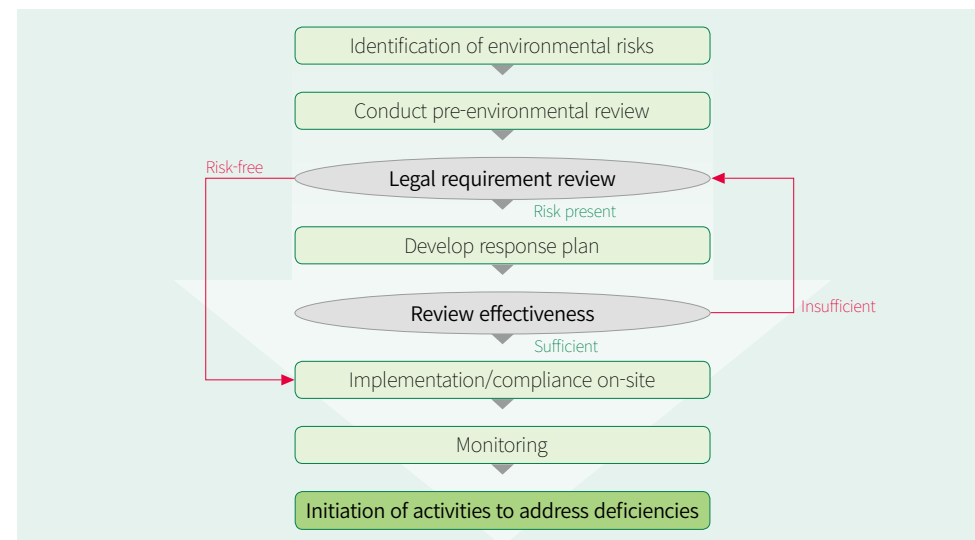 Identification of environmental risks
Conduct pre-environmental review
Risk-free
Legal requirement review
Risk present
Develop response plan
Review effectiveness
Insufficient
Sufficient
Implementation/compliance on-site
Monitoring
Initiation of activities to address deficiencies